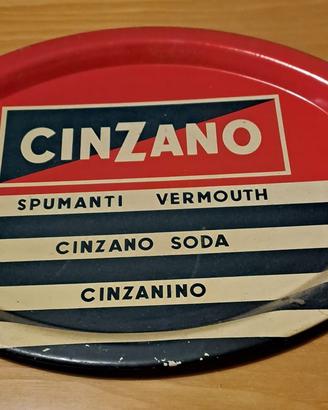 CINZANO
SPUMANTI VERMOUTH
CINZANO SODA
CINZANINO